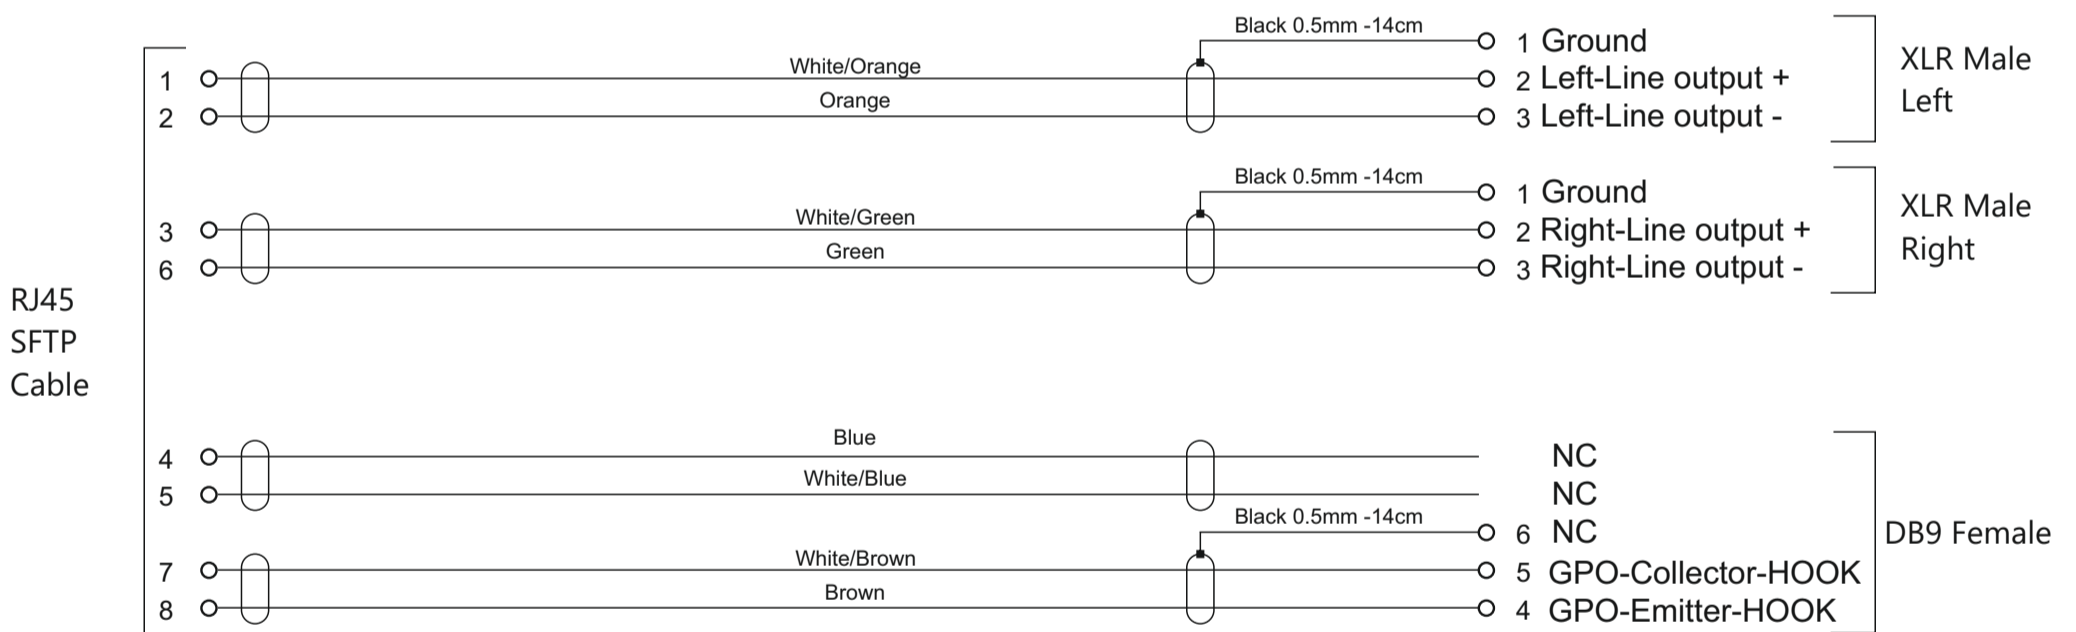 Black 0.5mm -14cm
1 Ground
1 White/Orange 2 Left-Line output +
Orange
2 3 Left-Line output -
XLR Male
Left
Black 0.5mm -14cm
1 Ground
3 White/Green 2 Right-Line output +
Green
6 3 Right-Line output -
XLR Male
Right
RJ45
SFTP
Cable
Blue
4 NC
White/Blue
5 NC
Black 0.5mm -14cm
6 NC
White/Brown
7 5 GPO-Collector-HOOK
Brown
8 4 GPO-Emitter-HOOK
DB9 Female